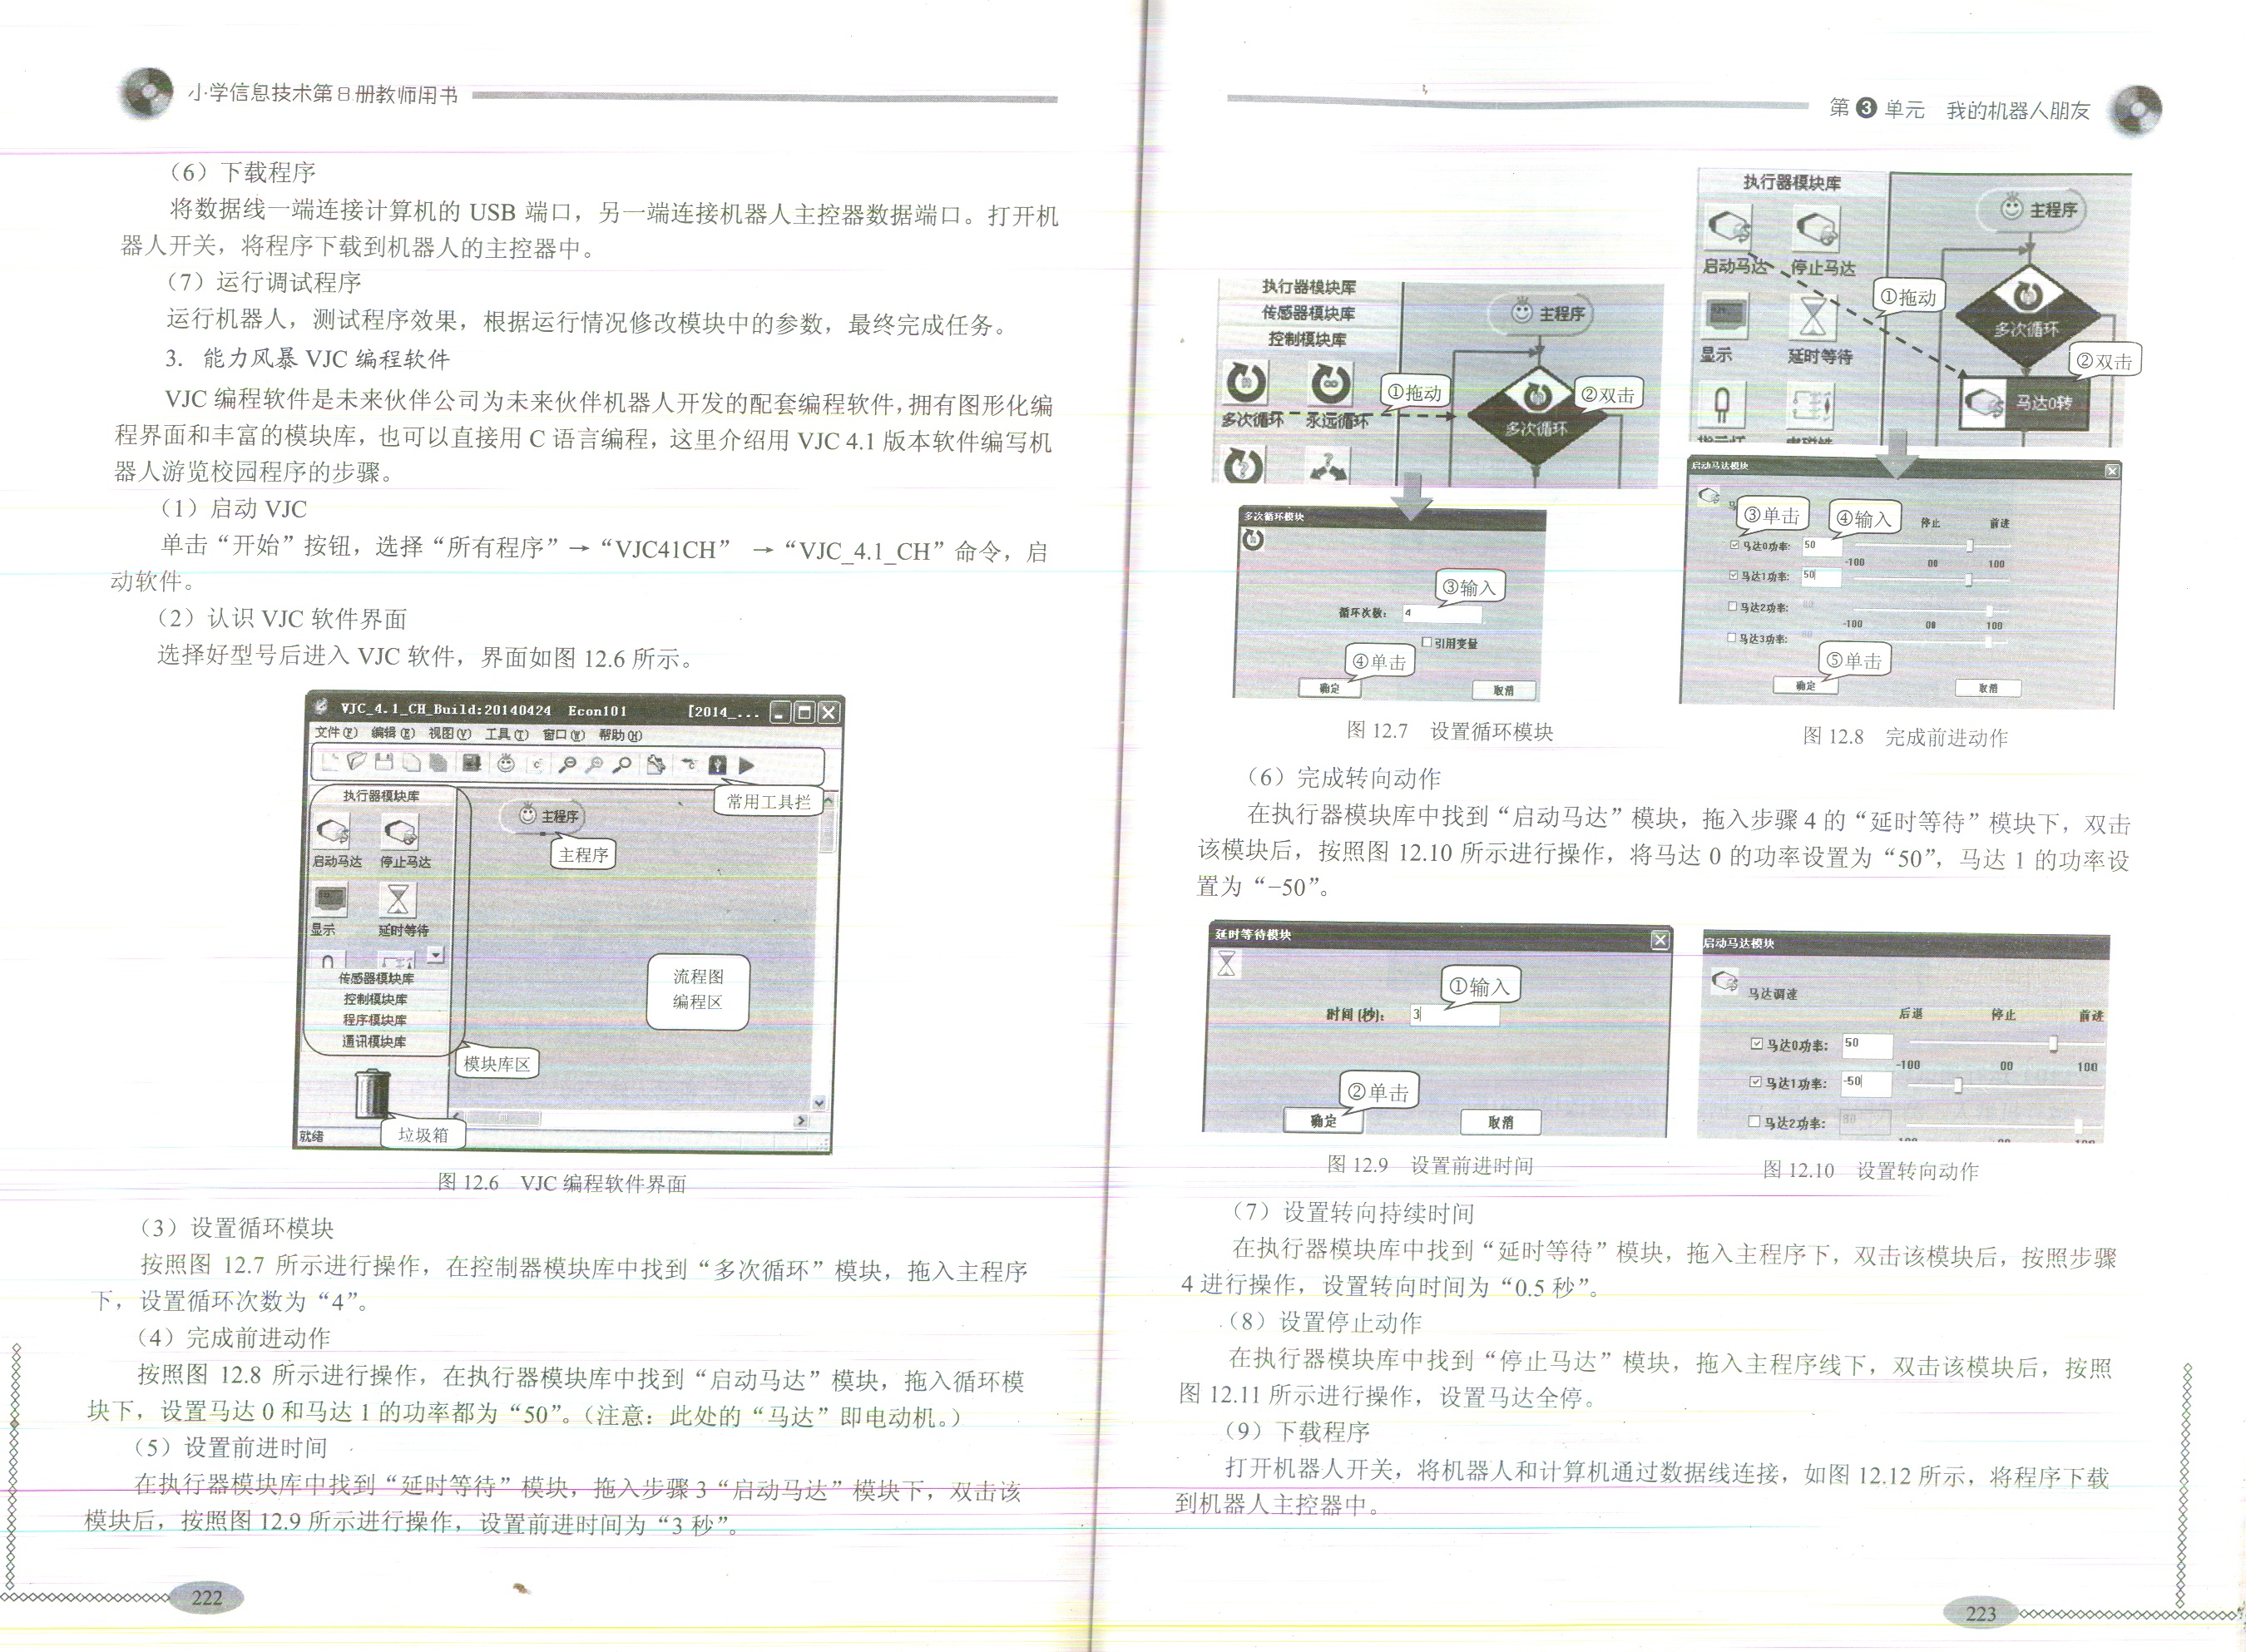 小学信息技术第8册教师用书
(6)下载程序
将数据线一端连接计算机的 USB 端口，另一端连接机器人主控器数据端口。打开机
器人开关，将程序下载到机器人的主控器中。
(7)运行调试程序
运行机器人，测试程序效果，根据运行情况修改模块中的参数，最终完成任务。
3. 能力风暴 VJC 编程软件
VJC 编程软件是未来伙伴公司为未来伙伴机器人开发的配套编程软件，拥有图形化编
程界面和丰富的模块库，也可以直接用 C 语言编程，这里介绍用 VJC 4.1 版本软件编写机
器人游览校园程序的步骤。
(1)启动 VJC
单击“开始”按钮，选择“所有程序”→“VJC41CH” →“VJC_4.1_CH”命令，启
动软件。
(2)认识 VJC 软件界面
选择好型号后进入 VJC 软件，界面如图 12.6 所示。
VJC_4.1_CH_Build:20140424 Econ101 [2014_...
文件(F) 编辑(E) 视图(V) 工具(T) 窗口(W) 帮助(H)
常用工具栏
执行器模块库
主程序
启动马达 停止马达
主程序
显示 延时等待
流程图
编程区
传感器模块库
控制模块库
程序模块库
通讯模块库
模块库区
垃圾箱
就绪
图 12.6 VJC 编程软件界面
(3)设置循环模块
按照图 12.7 所示进行操作，在控制器模块库中找到“多次循环”模块，拖入主程序
下，设置循环次数为“4”。
(4)完成前进动作
按照图 12.8 所示进行操作，在执行器模块库中找到“启动马达”模块，拖入循环模
块下，设置马达 0 和马达 1 的功率都为“50”。(注意：此处的“马达”即电动机。)
(5)设置前进时间
在执行器模块库中找到“延时等待”模块，拖入步骤 3“启动马达”模块下，双击该
模块后，按照图 12.9 所示进行操作，设置前进时间为“3 秒”。
222
第3单元 我的机器人朋友
执行器模块库
传感器模块库
控制模块库
主程序
①拖动
②双击
多次循环 永远循环
多次循环
多次循环模块
③输入
循环次数： 4
引用变量
④单击
确定 取消
图 12.7 设置循环模块
执行器模块库
主程序
启动马达 停止马达
①拖动
多次循环
显示 延时等待
②双击
马达0转
启动马达模块
③单击 ④输入 停止 前进
马达0功率： 50
-100 00 100
马达1功率： 50
马达2功率： 80
-100 00 100
马达3功率： 80
⑤单击
确定 取消
图 12.8 完成前进动作
(6)完成转向动作
在执行器模块库中找到“启动马达”模块，拖入步骤 4 的“延时等待”模块下，双击
该模块后，按照图 12.10 所示进行操作，将马达 0 的功率设置为“50”，马达 1 的功率设
置为“−50”。
延时等待模块
①输入
时间(秒)： 3
②单击
确定 取消
图 12.9 设置前进时间
启动马达模块
马达调速
后退 停止 前进
马达0功率： 50
-100 00 100
马达1功率： -50
马达2功率： 80
图 12.10 设置转向动作
(7)设置转向持续时间
在执行器模块库中找到“延时等待”模块，拖入主程序下，双击该模块后，按照步骤
4 进行操作，设置转向时间为“0.5 秒”。
(8)设置停止动作
在执行器模块库中找到“停止马达”模块，拖入主程序线下，双击该模块后，按照
图 12.11 所示进行操作，设置马达全停。
(9)下载程序
打开机器人开关，将机器人和计算机通过数据线连接，如图 12.12 所示，将程序下载
到机器人主控器中。
223